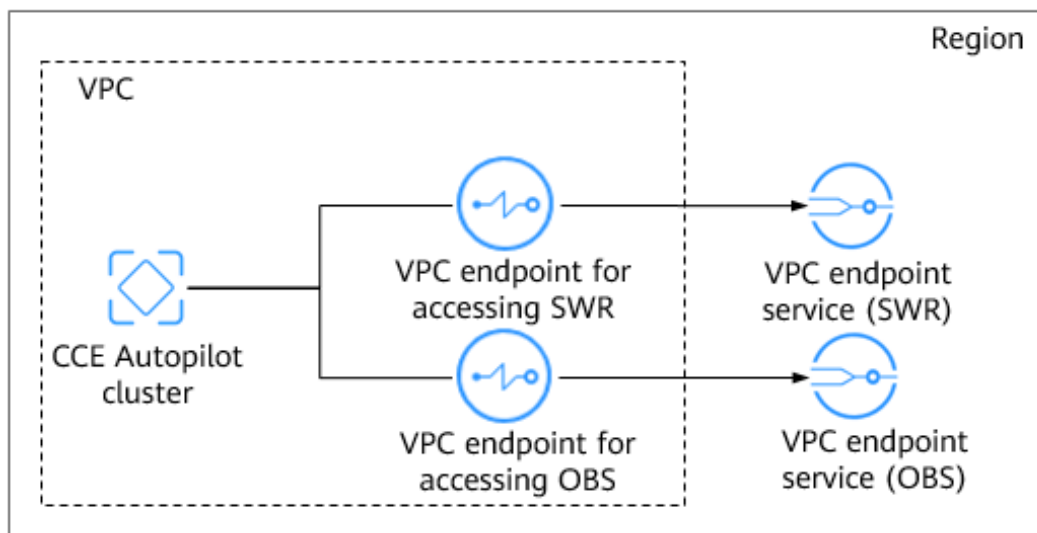 Region
VPC
VPC endpoint for
accessing SWR
VPC endpoint
service (SWR)
CCE Autopilot
cluster
VPC endpoint for
accessing OBS
VPC endpoint
service (OBS)